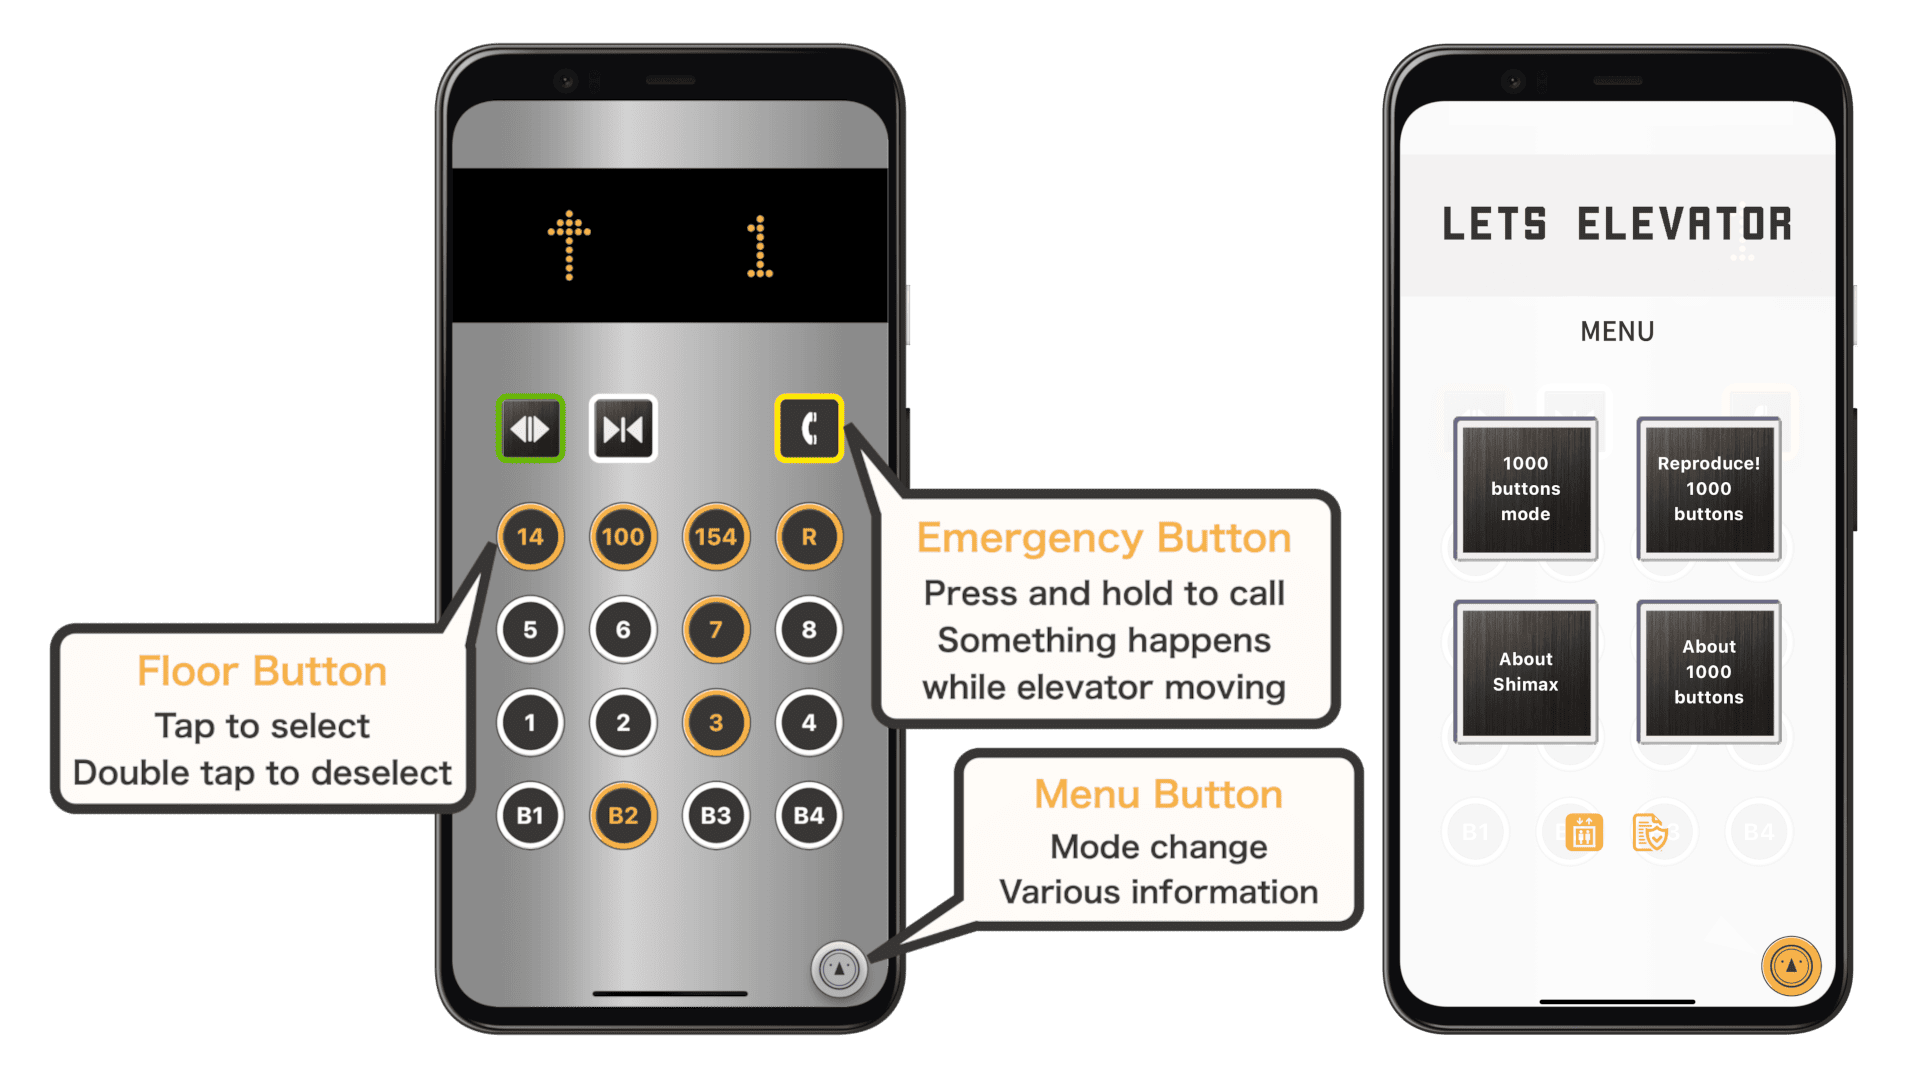 1
14 100 154 R
5 6 7 8
1 2 3 4
B1 B2 B3 B4
Floor Button
Tap to select
Double tap to deselect
Emergency Button
Press and hold to call
Something happens
while elevator moving
Menu Button
Mode change
Various information
LETS ELEVATOR
MENU
1000
buttons
mode
Reproduce!
1000
buttons
About
Shimax
About
1000
buttons
B1
B4